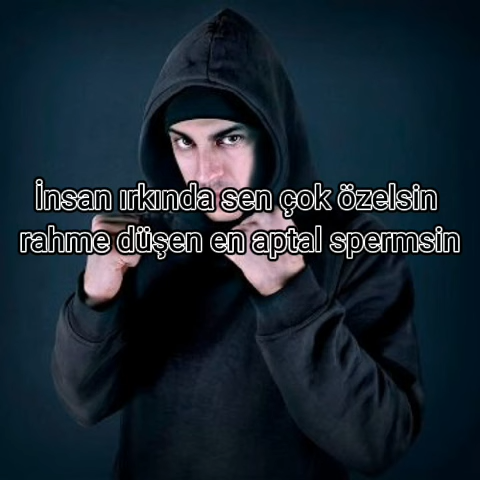 İnsan ırkında sen çok özelsin
rahme düşen en aptal spermsin